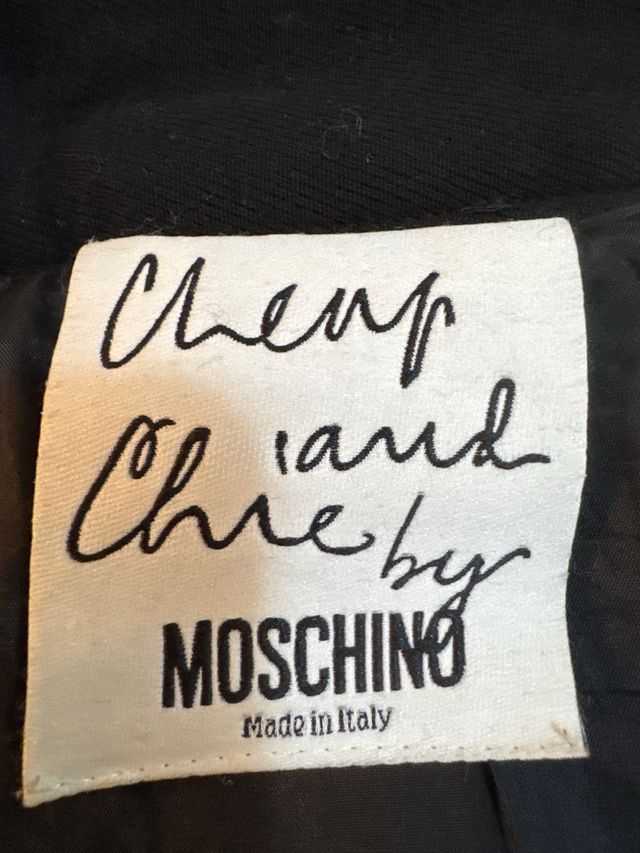 Cheap
and
Chic by
MOSCHINO
Made in Italy